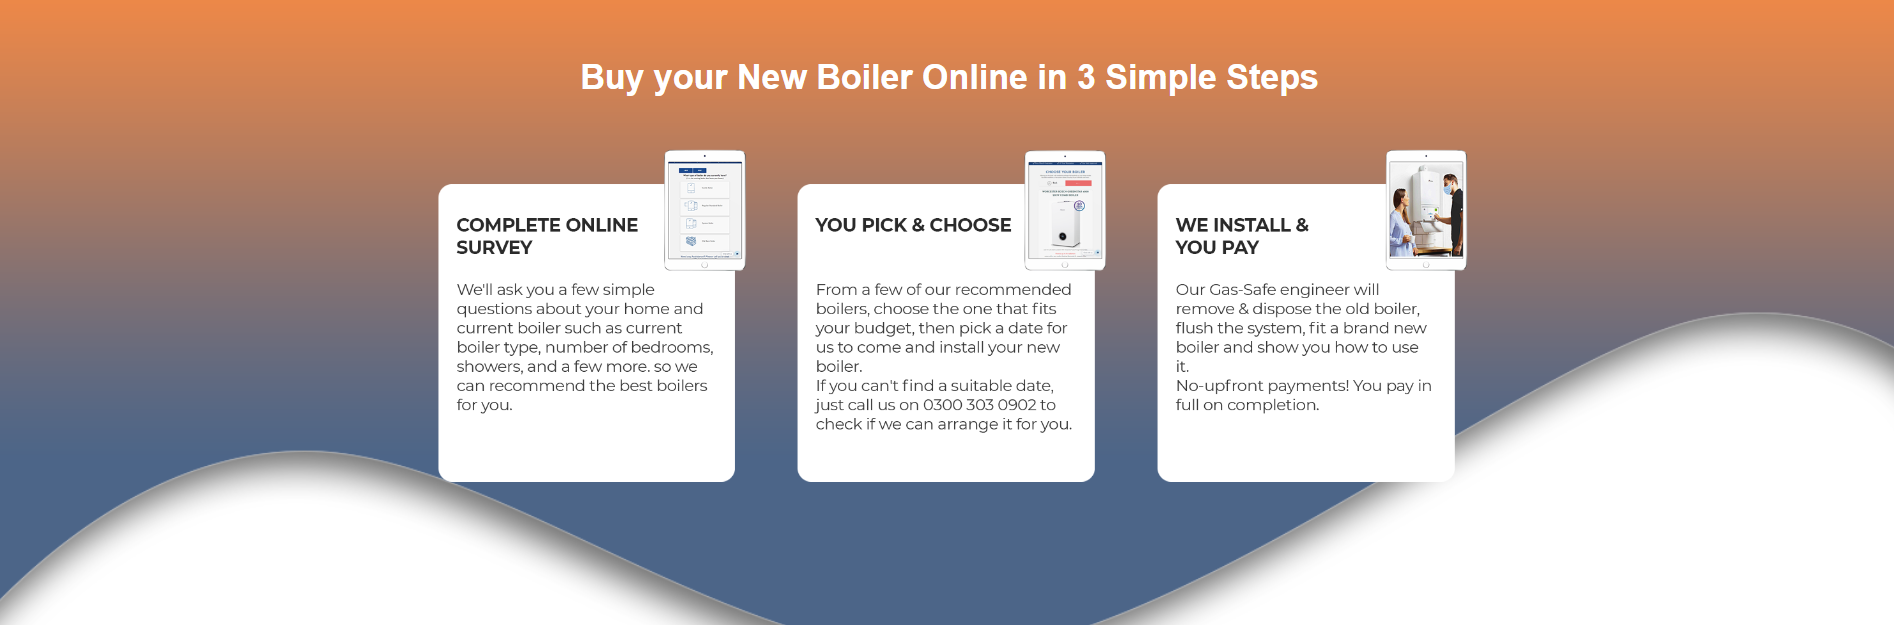 Buy your New Boiler Online in 3 Simple Steps
COMPLETE ONLINE
SURVEY
We'll ask you a few simple
questions about your home and
current boiler such as current
boiler type, number of bedrooms,
showers, and a few more. so we
can recommend the best boilers
for you.
YOU PICK & CHOOSE
CHOOSE YOUR BOILER
From a few of our recommended
boilers, choose the one that fits
your budget, then pick a date for
us to come and install your new
boiler.
If you can't find a suitable date,
just call us on 0300 303 0902 to
check if we can arrange it for you.
WE INSTALL &
YOU PAY
Our Gas-Safe engineer will
remove & dispose the old boiler,
flush the system, fit a brand new
boiler and show you how to use
it.
No-upfront payments! You pay in
full on completion.